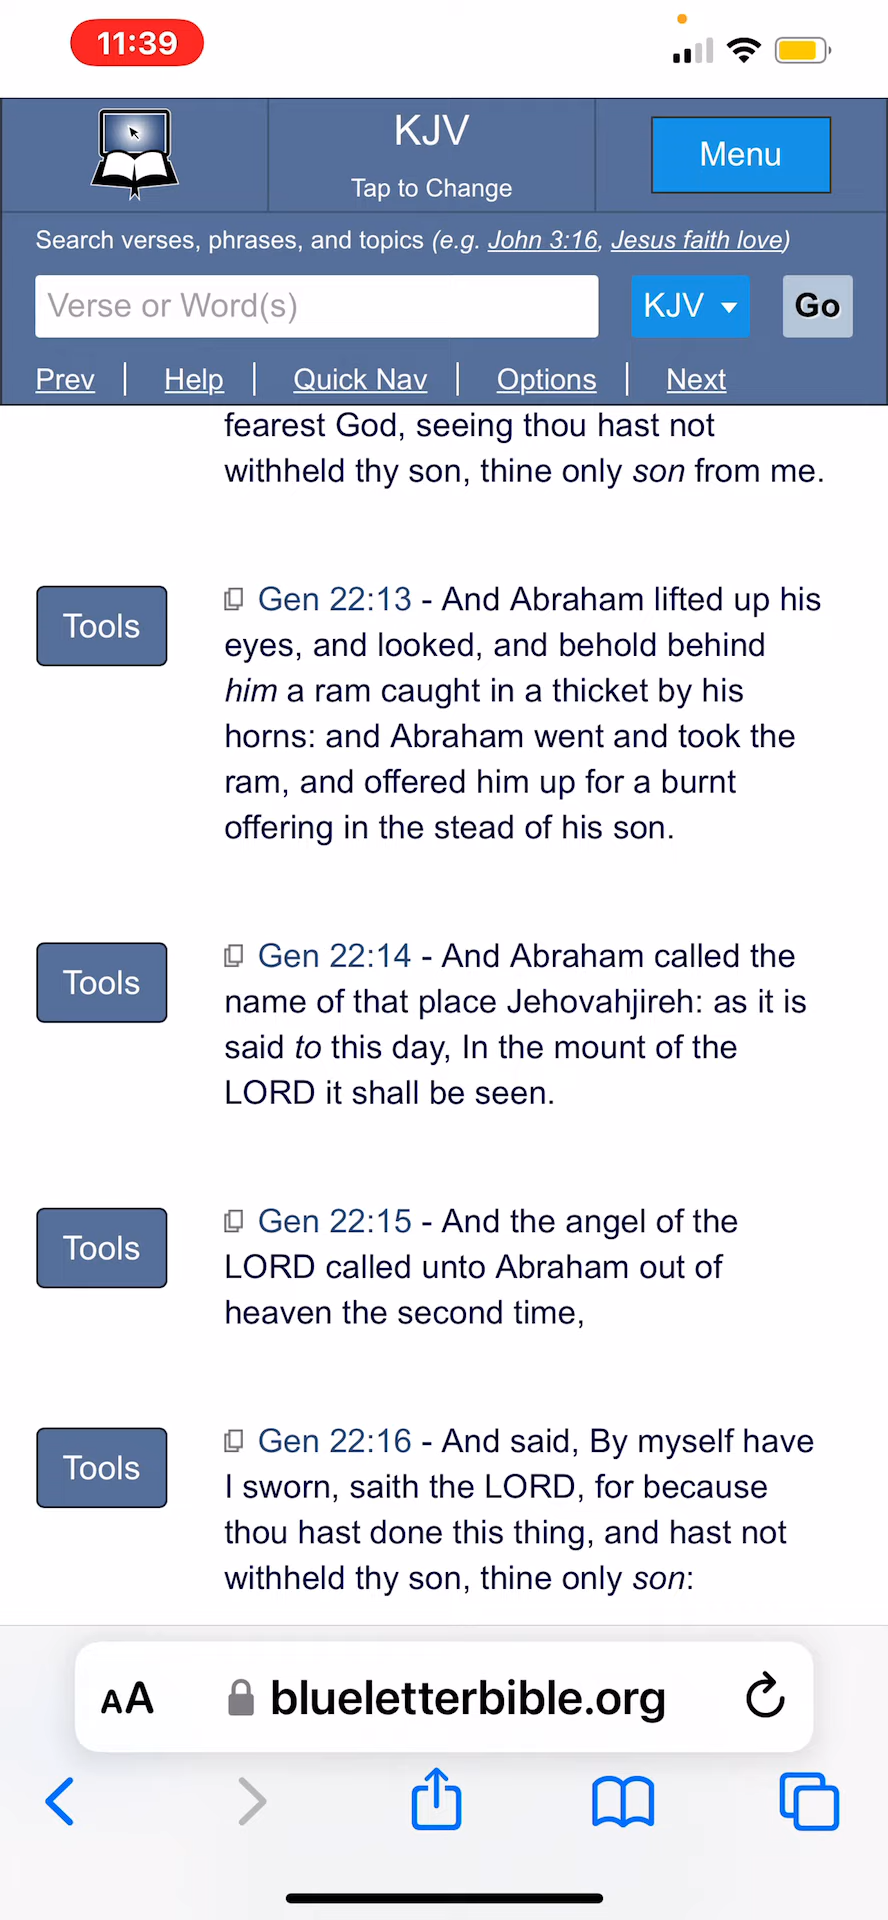 11:39
KJV
Tap to Change
Menu
Search verses, phrases, and topics (e.g. John 3:16, Jesus faith love)
Verse or Word(s)
KJV
Go
Prev | Help | Quick Nav | Options | Next
fearest God, seeing thou hast not
withheld thy son, thine only son from me.
Tools
Gen 22:13 - And Abraham lifted up his
eyes, and looked, and behold behind
him a ram caught in a thicket by his
horns: and Abraham went and took the
ram, and offered him up for a burnt
offering in the stead of his son.
Tools
Gen 22:14 - And Abraham called the
name of that place Jehovahjireh: as it is
said to this day, In the mount of the
LORD it shall be seen.
Tools
Gen 22:15 - And the angel of the
LORD called unto Abraham out of
heaven the second time,
Tools
Gen 22:16 - And said, By myself have
I sworn, saith the LORD, for because
thou hast done this thing, and hast not
withheld thy son, thine only son:
AA
blueletterbible.org